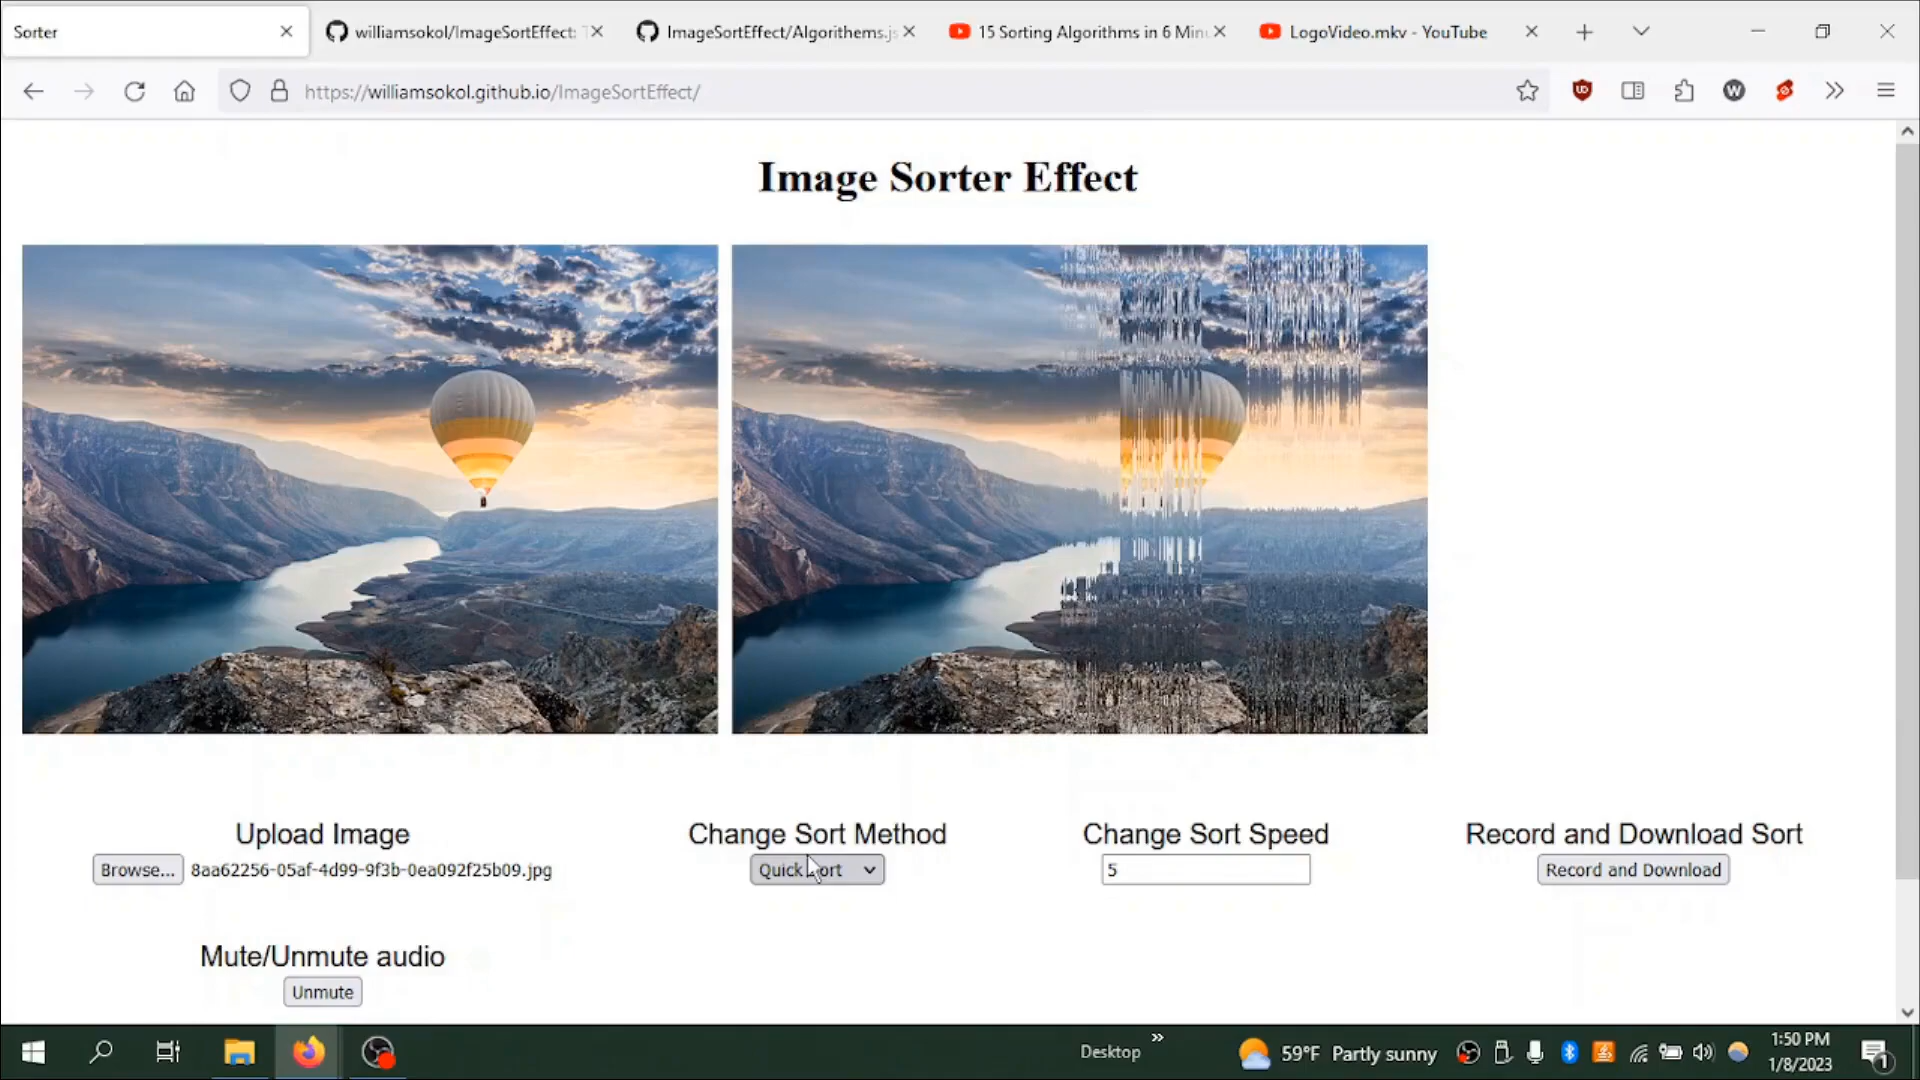 Sorter
williamsokol/ImageSortEffect:
ImageSortEffect/Algorithems.js
15 Sorting Algorithms in 6 Min
LogoVideo.mkv - YouTube
https://williamsokol.github.io/ImageSortEffect/
Image Sorter Effect
Upload Image
Change Sort Method
Change Sort Speed
Record and Download Sort
Browse... 8aa62256-05af-4d99-9f3b-0ea092f25b09.jpg
Quick ort
5
Record and Download
Mute/Unmute audio
Unmute
Desktop
59°F Partly sunny
1:50 PM
1/8/2023
1